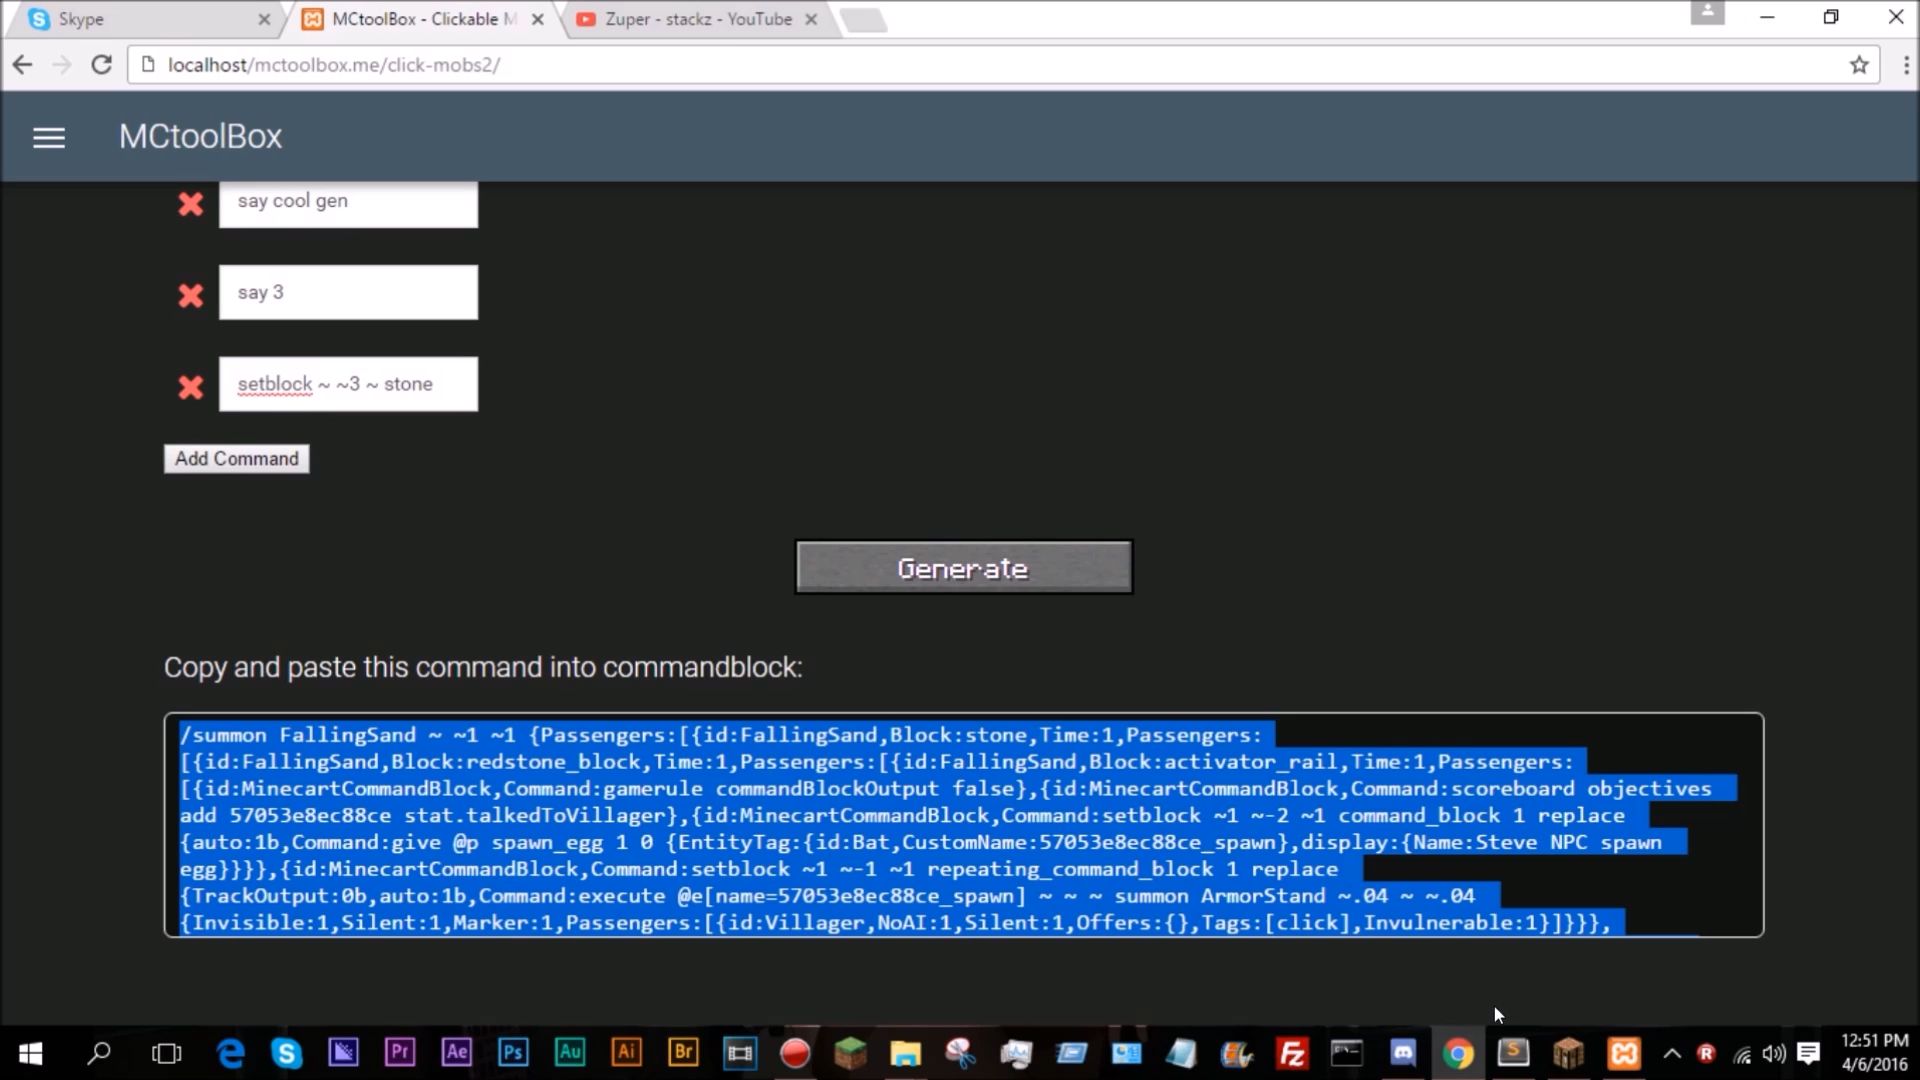 Skype
MCtoolBox - Clickable M
Zuper - stackz - YouTube
localhost/mctoolbox.me/click-mobs2/
MCtoolBox
say cool gen
say 3
setblock ~ ~3 ~ stone
Add Command
Generate
Copy and paste this command into commandblock:
/summon FallingSand ~ ~1 ~1 {Passengers:[{id:FallingSand,Block:stone,Time:1,Passengers:
[{id:FallingSand,Block:redstone_block,Time:1,Passengers:[{id:FallingSand,Block:activator_rail,Time:1,Passengers:
[{id:MinecartCommandBlock,Command:gamerule commandBlockOutput false},{id:MinecartCommandBlock,Command:scoreboard objectives
add 57053e8ec88ce stat.talkedToVillager},{id:MinecartCommandBlock,Command:setblock ~1 ~-2 ~1 command_block 1 replace
{auto:1b,Command:give @p spawn_egg 1 0 {EntityTag:{id:Bat,CustomName:57053e8ec88ce_spawn},display:{Name:Steve NPC spawn
egg}}}},{id:MinecartCommandBlock,Command:setblock ~1 ~-1 ~1 repeating_command_block 1 replace
{TrackOutput:0b,auto:1b,Command:execute @e[name=57053e8ec88ce_spawn] ~ ~ ~ summon ArmorStand ~.04 ~ ~.04
{Invisible:1,Silent:1,Marker:1,Passengers:[{id:Villager,NoAI:1,Silent:1,Offers:{},Tags:[click],Invulnerable:1}]}}},
Pr
Ae
Ps
Au
Ai
Br
Fz
S
R
12:51 PM
4/6/2016